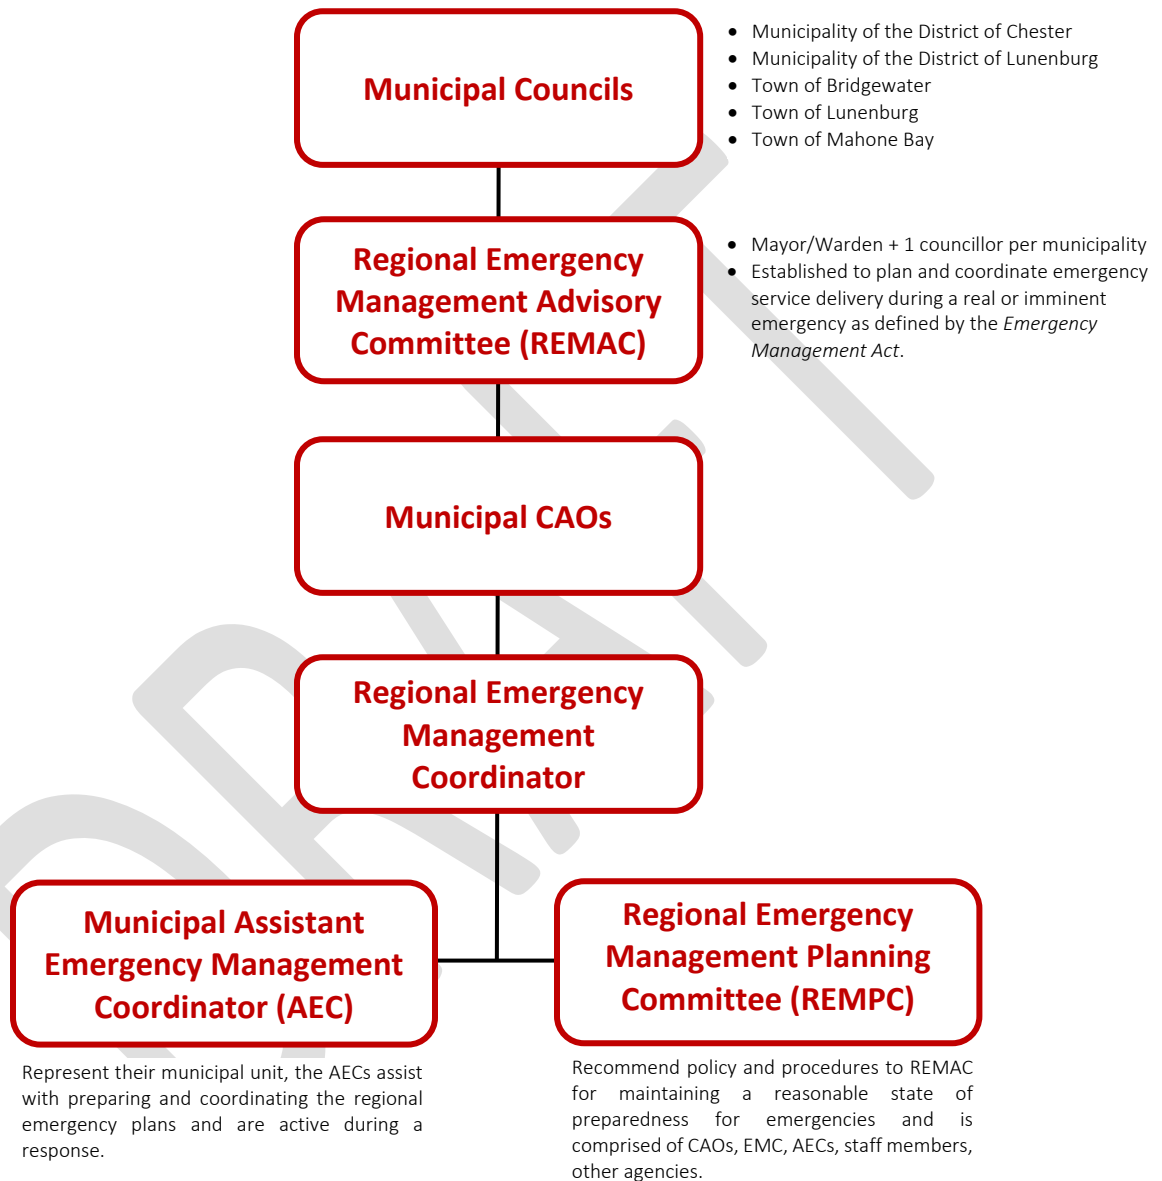 Municipal Councils
• Municipality of the District of Chester
• Municipality of the District of Lunenburg
• Town of Bridgewater
• Town of Lunenburg
• Town of Mahone Bay
Regional Emergency
Management Advisory
Committee (REMAC)
• Mayor/Warden + 1 councillor per municipality
• Established to plan and coordinate emergency
service delivery during a real or imminent
emergency as defined by the Emergency
Management Act.
Municipal CAOs
Regional Emergency
Management
Coordinator
Municipal Assistant
Emergency Management
Coordinator (AEC)
Represent their municipal unit, the AECs assist
with preparing and coordinating the regional
emergency plans and are active during a
response.
Regional Emergency
Management Planning
Committee (REMPC)
Recommend policy and procedures to REMAC
for maintaining a reasonable state of
preparedness for emergencies and is
comprised of CAOs, EMC, AECs, staff members,
other agencies.
DRAFT